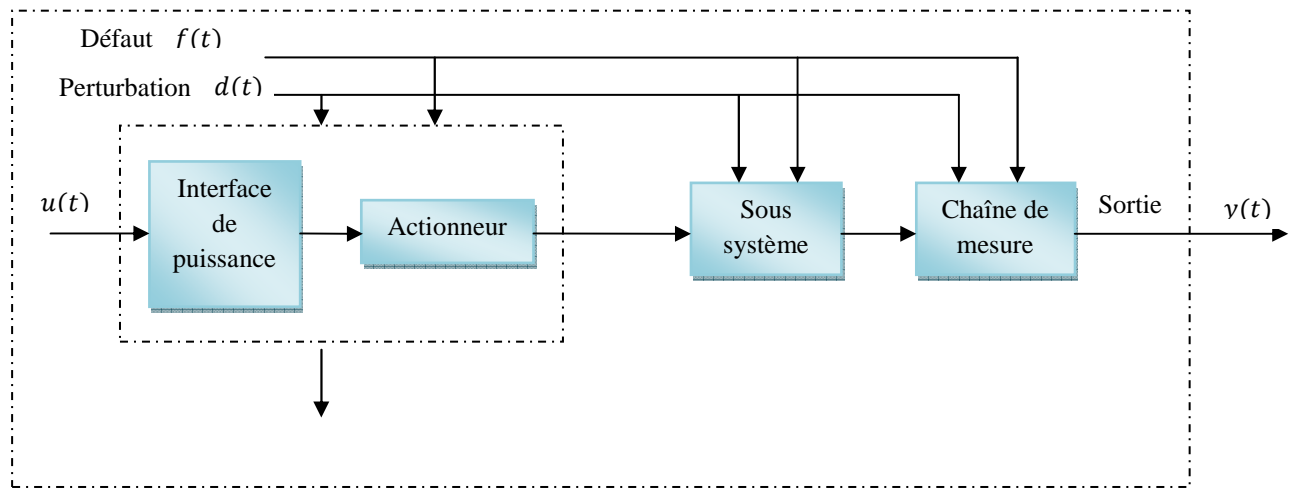 Défaut f(t)
Perturbation d(t)
u(t)
Interface
de
puissance
Actionneur
Sous
système
Chaîne de
mesure
Sortie
y(t)